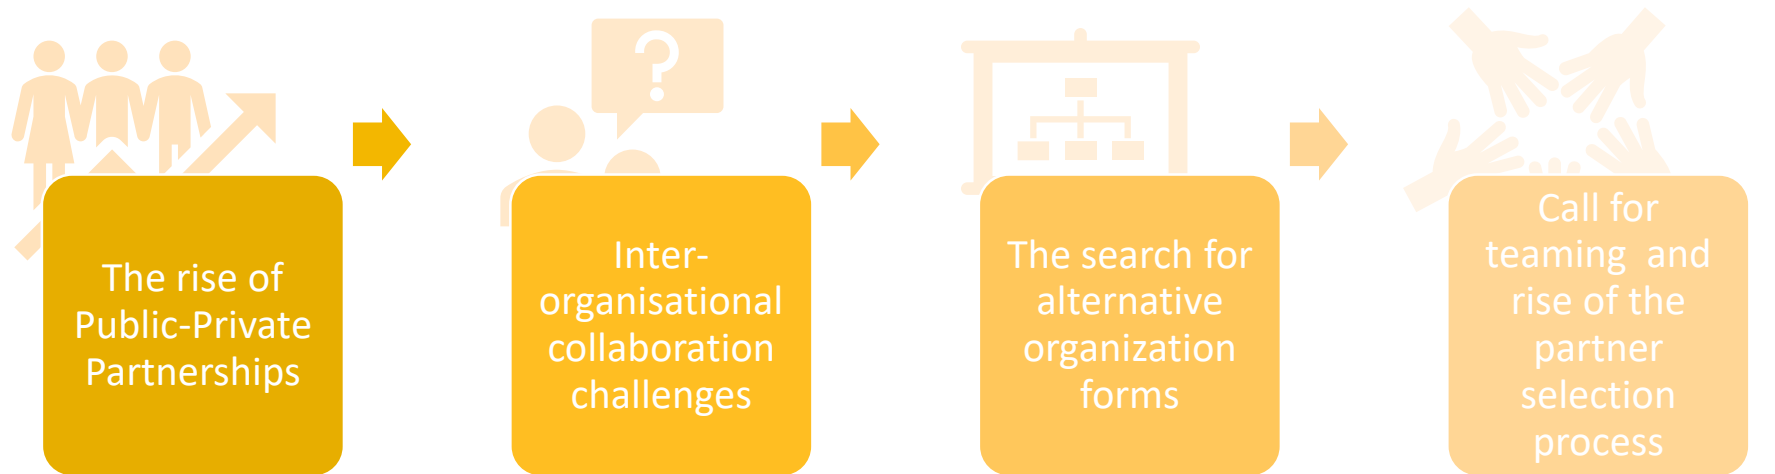 The rise of
Public-Private
Partnerships
Inter-
organisational
collaboration
challenges
The search for
alternative
organization
forms
Call for
teaming  and
rise of the
partner
selection
process
?